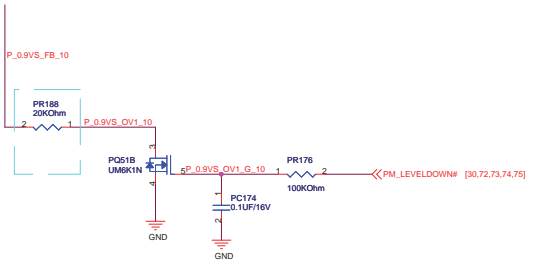 P_0.9VS_FB_10
PR188
20KOhm
2
1
P_0.9VS_OV1_10
3
PQ51B
UM6K1N
4
5
P_0.9VS_OV1_G_10
PR176
1
2
100KOhm
PM_LEVELDOWN# [30,72,73,74,75]
1
PC174
0.1UF/16V
2
GND
GND